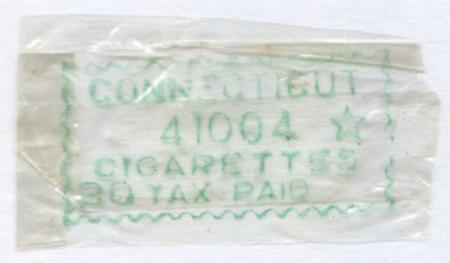 CONNECTICUT
41004 ☆
CIGARETTES
20 TAX PAID